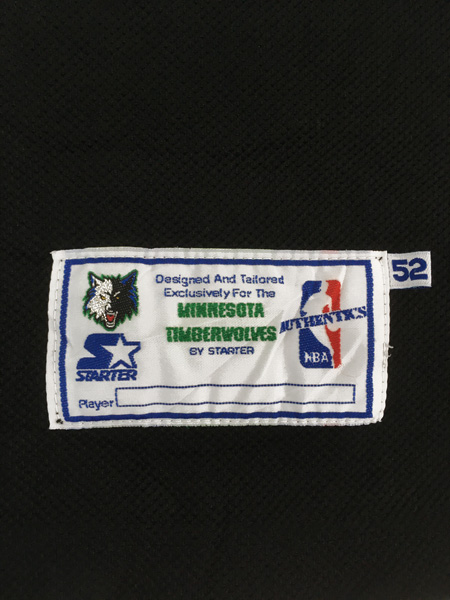 52
Designed And Tailored
Exclusively For The
MINNESOTA
TIMBERWOLVES
BY STARTER
STARTER
AUTHENTICS
NBA
Player